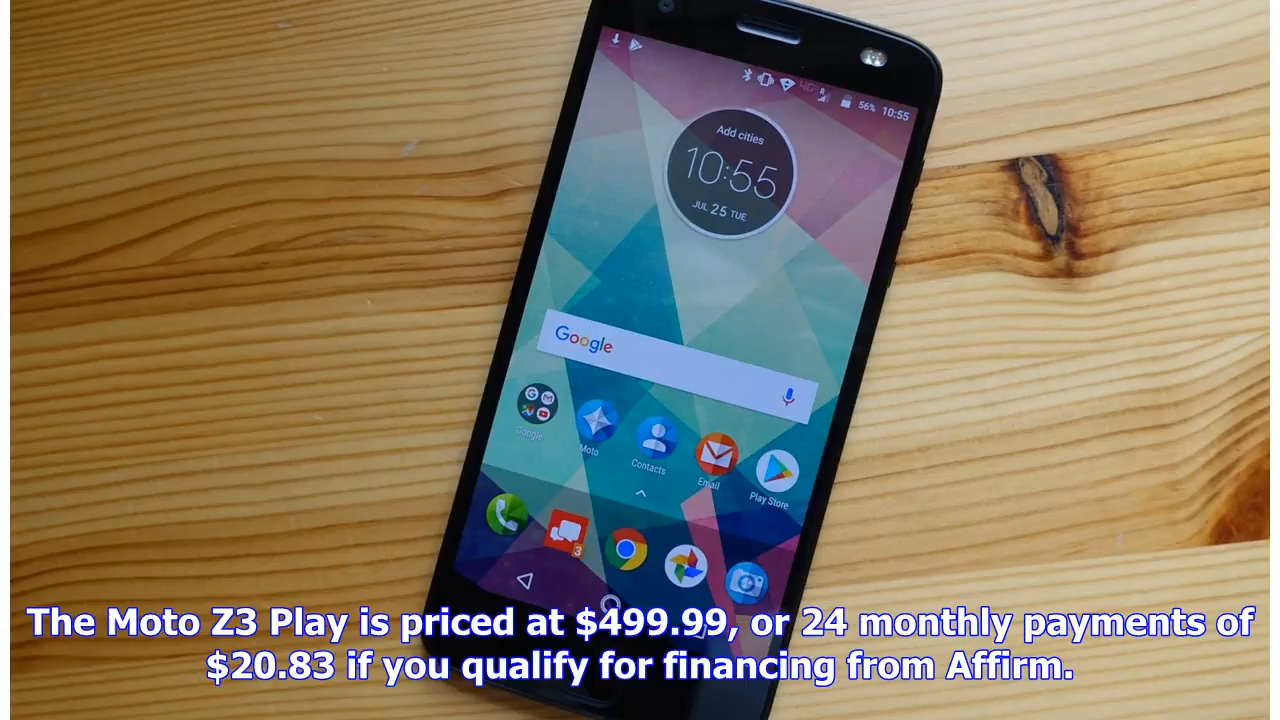 56% 10:55
Add cities
10:55
JUL 25 TUE
Google
Google
Moto
Contacts
Email
Play Store
3
The Moto Z3 Play is priced at $499.99, or 24 monthly payments of
$20.83 if you qualify for financing from Affirm.